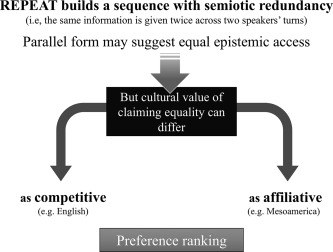 REPEAT builds a sequence with semiotic redundancy
(i.e, the same information is given twice across two speakers' turns)
Parallel form may suggest equal epistemic access
But cultural value of
claiming equality can
differ
as competitive
(e.g. English)
as affiliative
(e.g. Mesoamerica)
Preference ranking